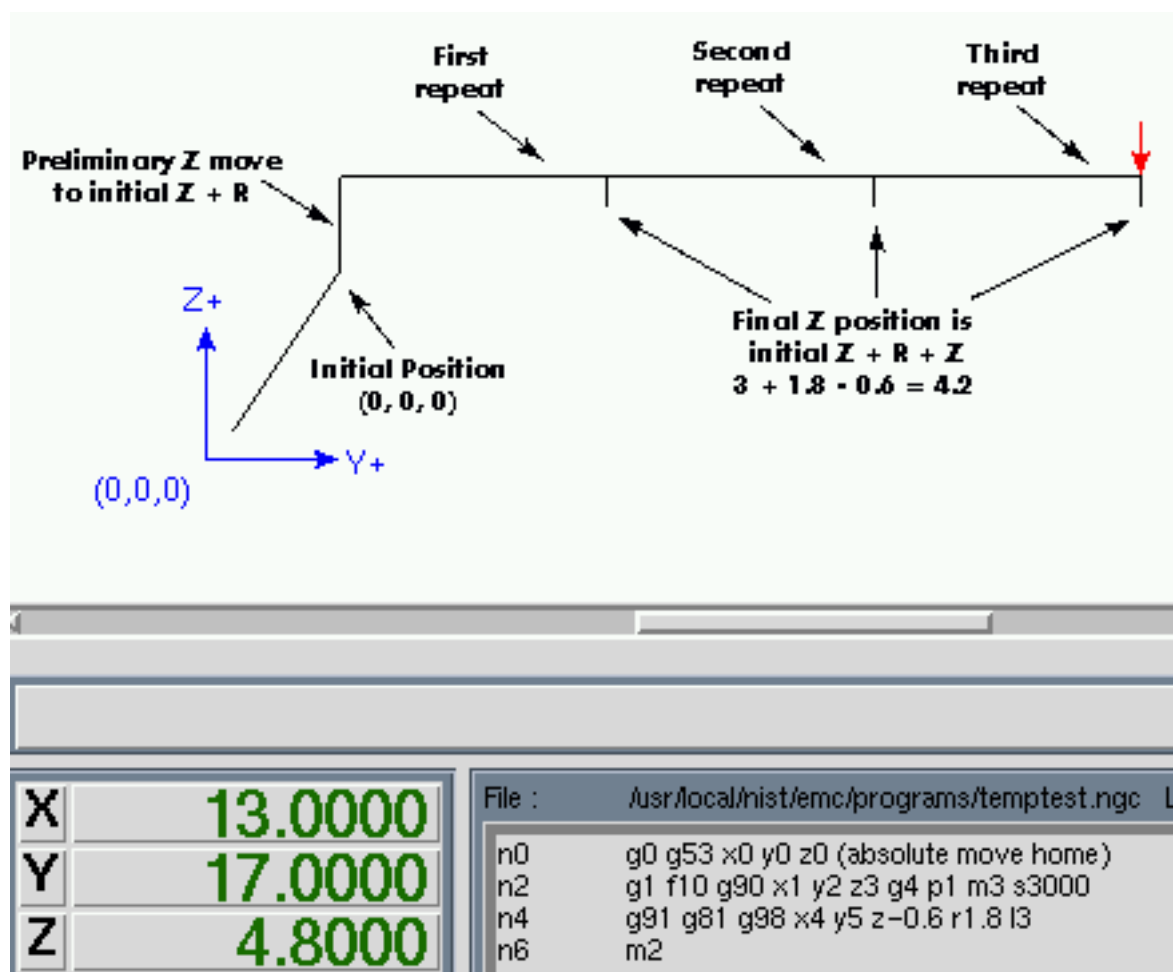 First
repeat
Second
repeat
Third
repeat
Preliminary Z move
to initial Z + R
Z+
Initial Position
(0, 0, 0)
Final Z position is
initial Z + R + Z
3 + 1.8 - 0.6 = 4.2
Y+
(0,0,0)
X 13.0000
Y 17.0000
Z 4.8000
File : /usr/local/nist/emc/programs/temptest.ngc
n0 g0 g53 x0 y0 z0 (absolute move home)
n2 g1 f10 g90 x1 y2 z3 g4 p1 m3 s3000
n4 g91 g81 g98 x4 y5 z-0.6 r1.8 l3
n6 m2